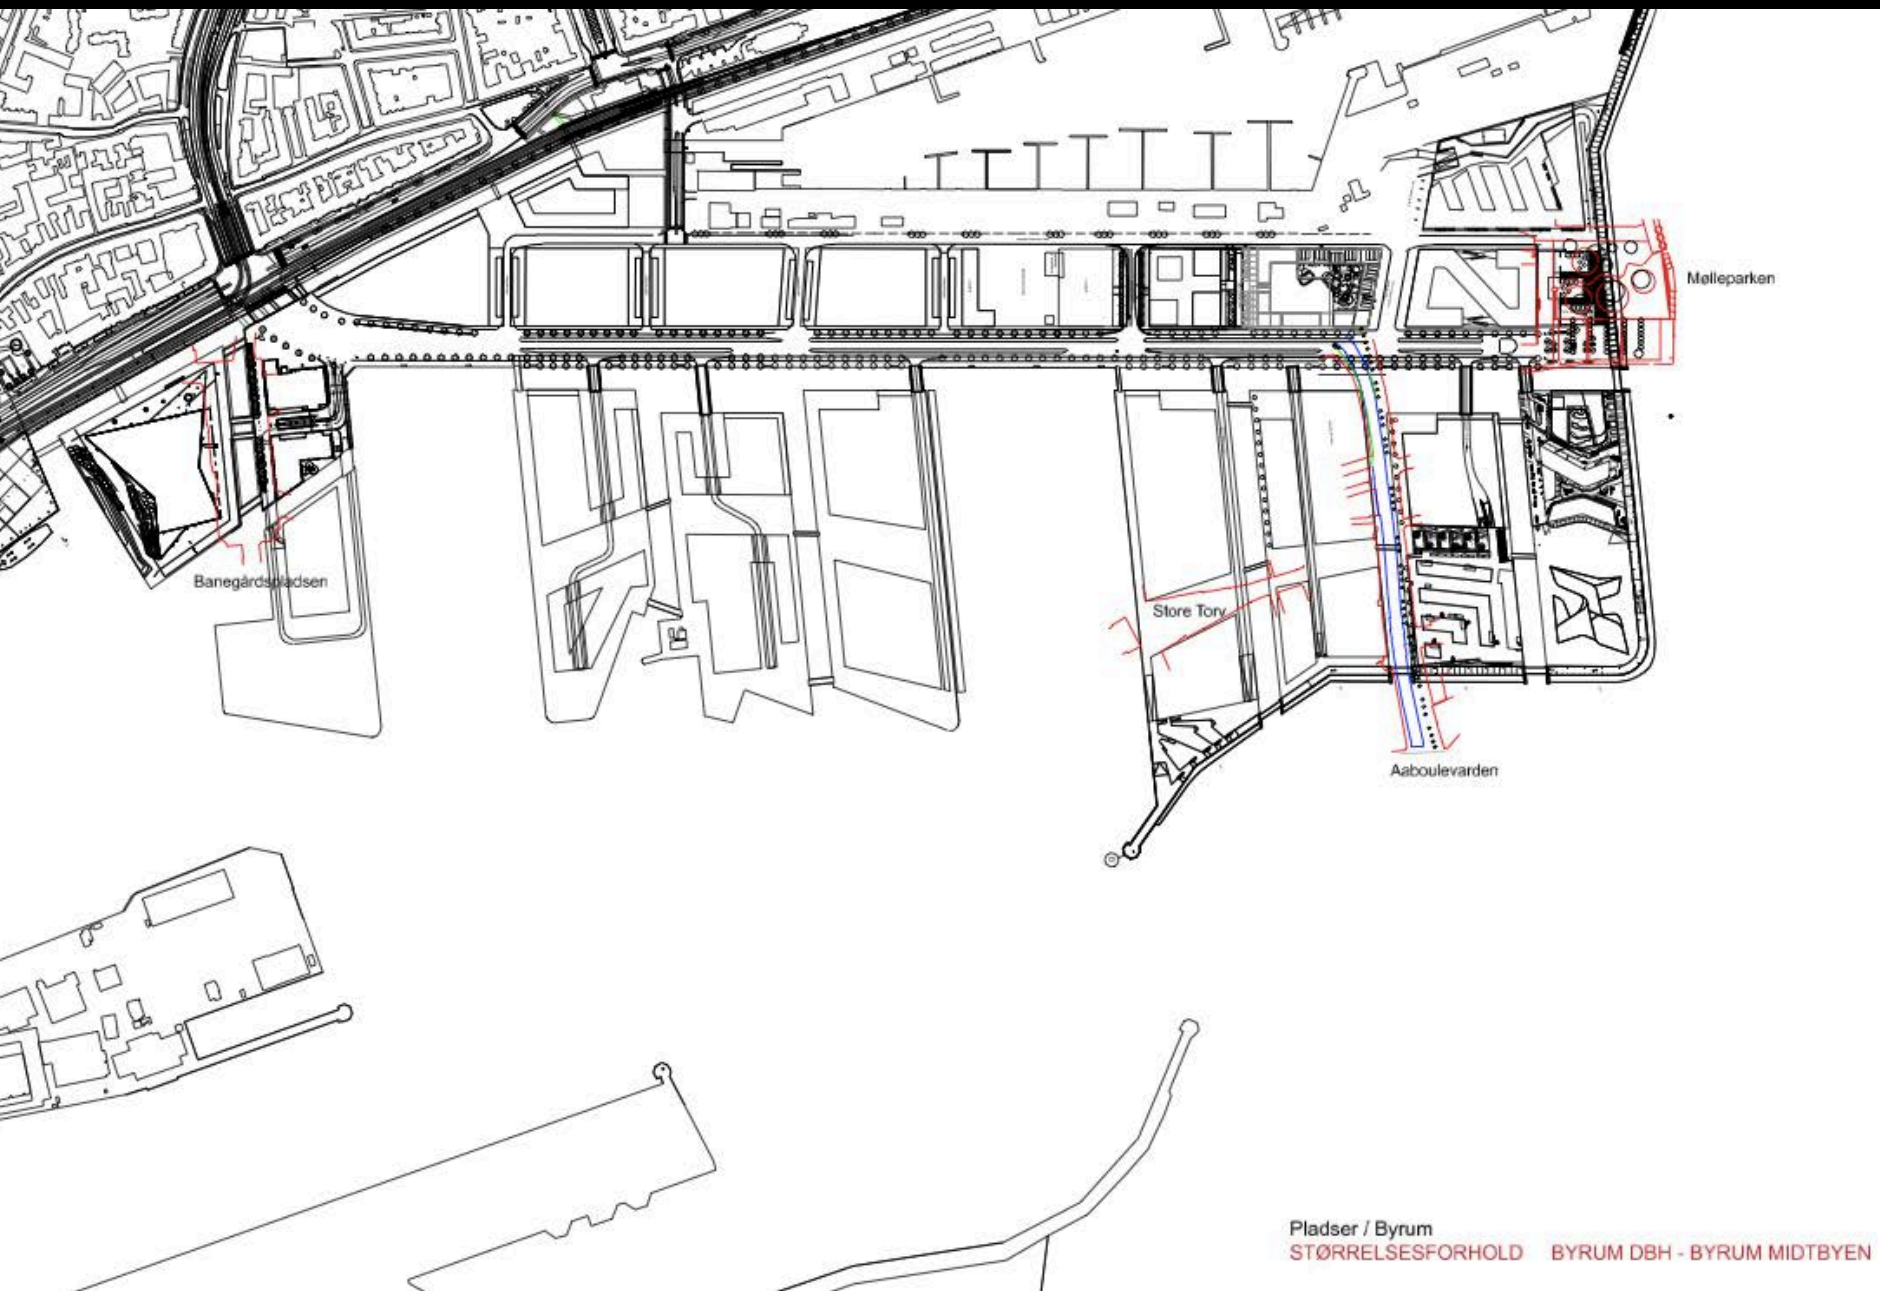 Mølleparken
Banegårdspladsen
Store Torv
Aaboulevarden
Pladser / Byrum
STØRRELSESFORHOLD BYRUM DBH - BYRUM MIDTBYEN